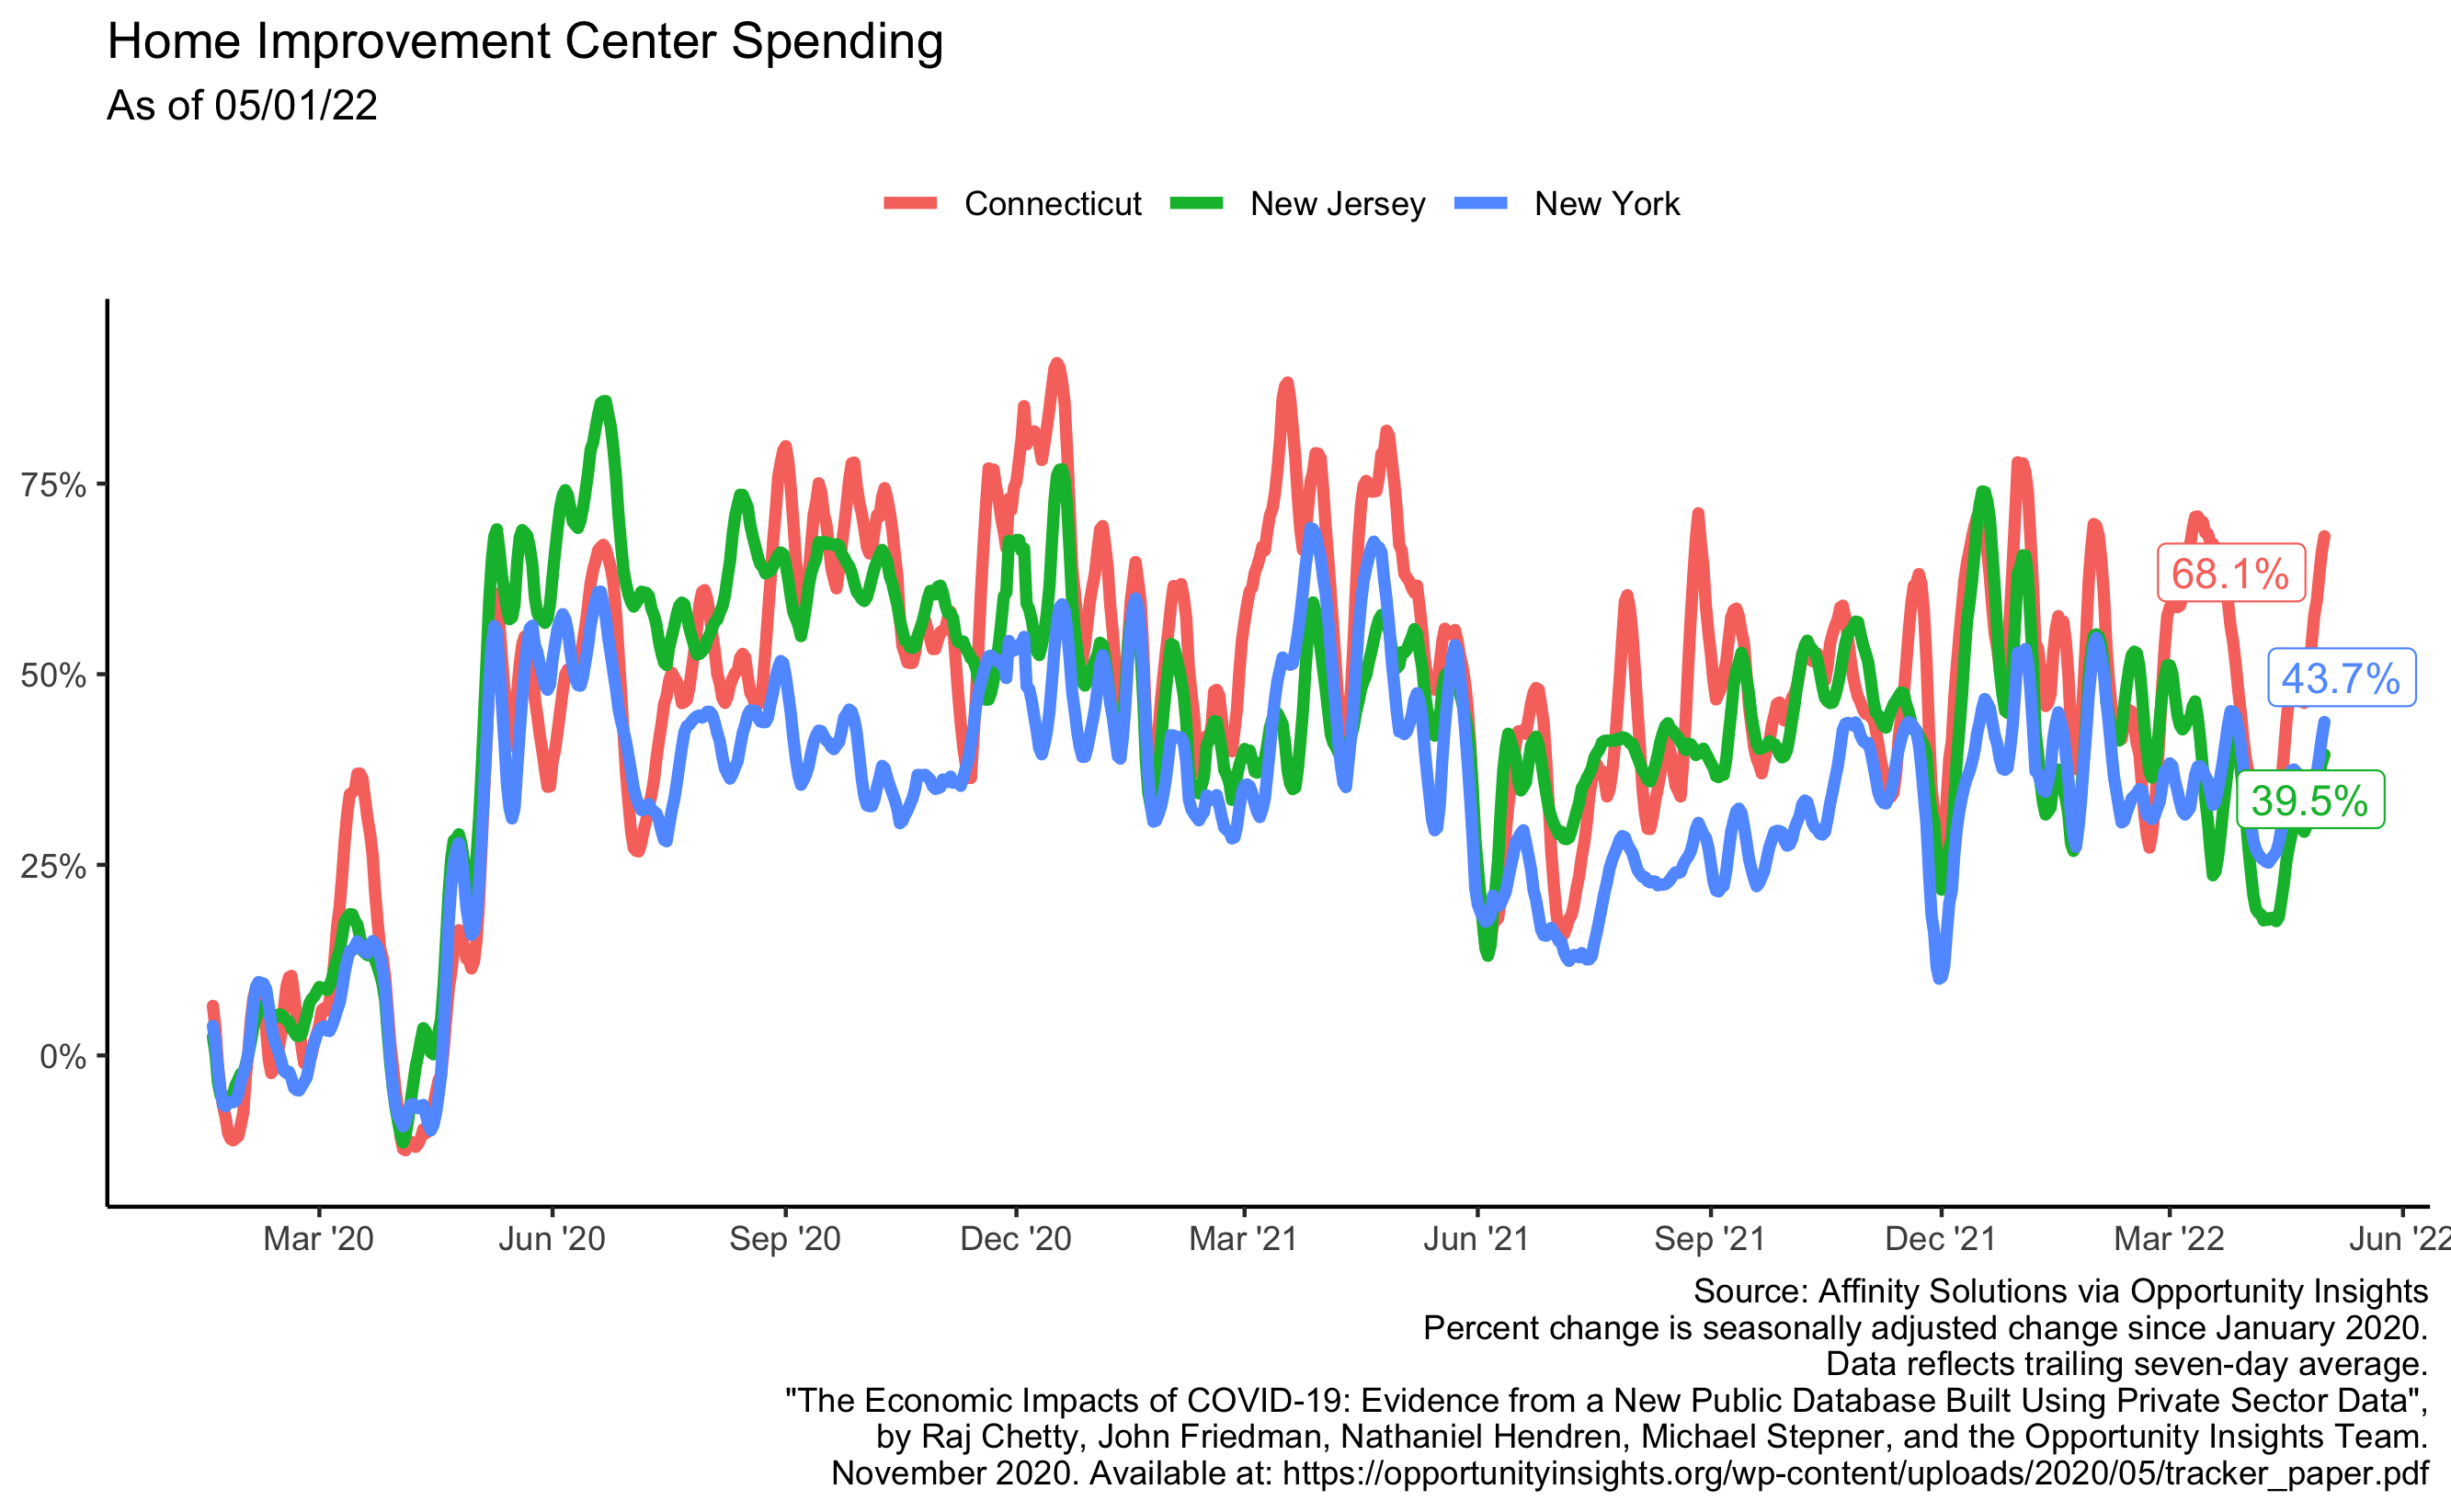 Home Improvement Center Spending
As of 05/01/22
Connecticut New Jersey New York
75%
50%
25%
0%
68.1%
43.7%
39.5%
Mar '20 Jun '20 Sep '20 Dec '20 Mar '21 Jun '21 Sep '21 Dec '21 Mar '22 Jun '22
Source: Affinity Solutions via Opportunity Insights
Percent change is seasonally adjusted change since January 2020.
Data reflects trailing seven-day average.
"The Economic Impacts of COVID-19: Evidence from a New Public Database Built Using Private Sector Data",
by Raj Chetty, John Friedman, Nathaniel Hendren, Michael Stepner, and the Opportunity Insights Team.
November 2020. Available at: https://opportunityinsights.org/wp-content/uploads/2020/05/tracker_paper.pdf